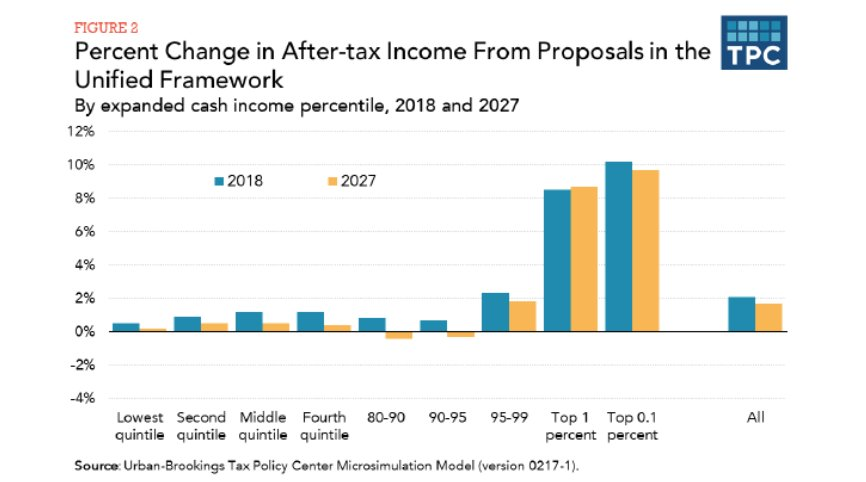 FIGURE 2
Percent Change in After-tax Income From Proposals in the
Unified Framework
By expanded cash income percentile, 2018 and 2027
TPC
12%
10%
2018
2027
8%
6%
4%
2%
0%
-2%
-4%
Lowest Second Middle Fourth 80-90 90-95 95-99 Top 1 Top 0.1 All
quintile quintile quintile quintile percent percent
Source: Urban-Brookings Tax Policy Center Microsimulation Model (version 0217-1).